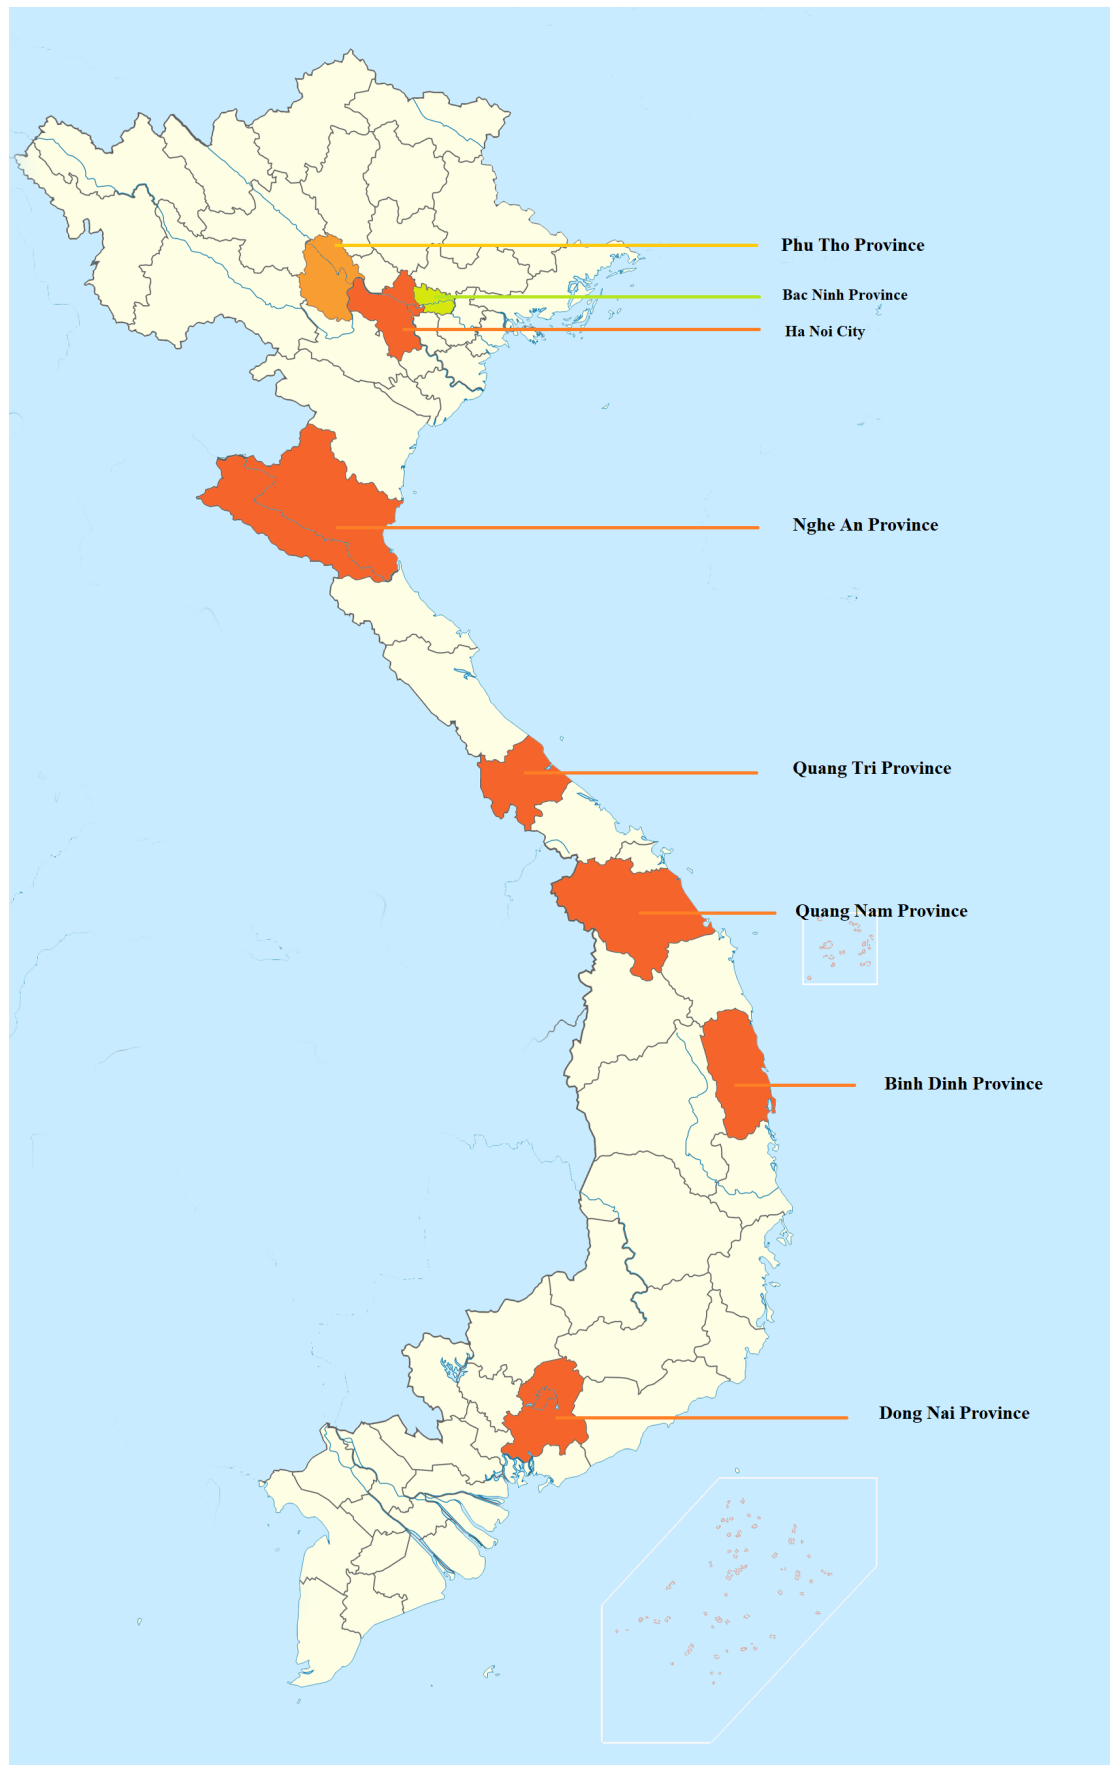 Phu Tho Province
Bac Ninh Province
Ha Noi City
Nghe An Province
Quang Tri Province
Quang Nam Province
Binh Dinh Province
Dong Nai Province